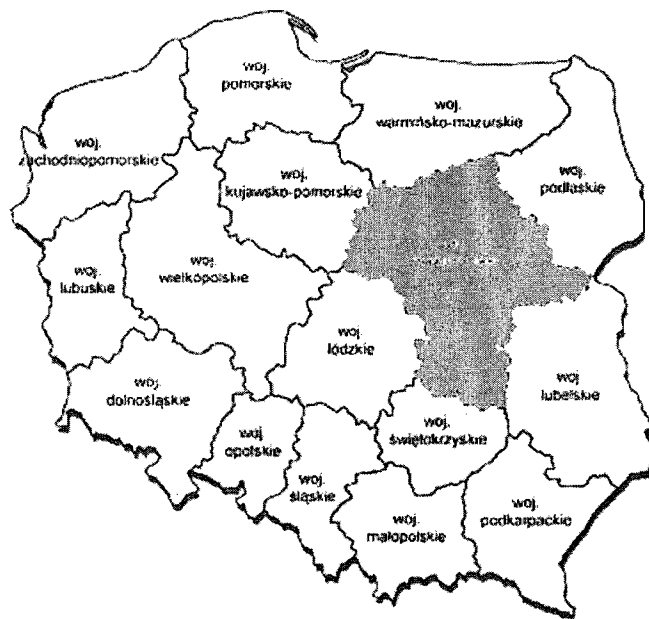 woj.
pomorskie
woj.
warmińsko-mazurskie
woj.
zachodniopomorskie
woj.
kujawsko-pomorskie
woj.
podlaskie
woj.
lubuskie
woj.
wielkopolskie
woj
łódzkie
woj.
dolnośląskie
woj
lubelskie
woj
opolskie
woj.
świętokrzyskie
woj.
śląskie
woj.
małopolskie
woj.
podkarpackie